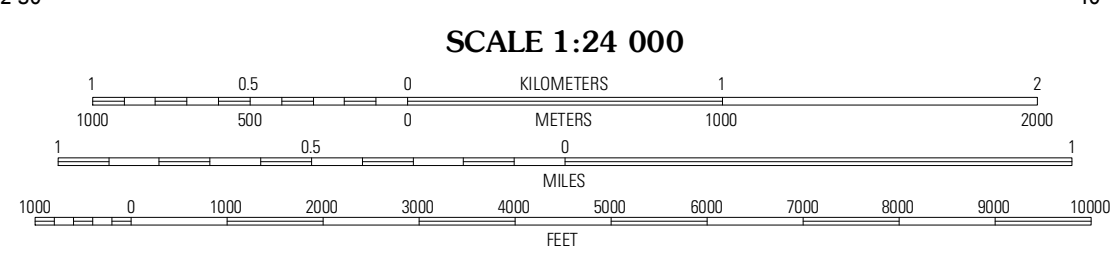 SCALE 1:24 000
1 0.5 0 KILOMETERS 1 2
1000 500 0 METERS 1000 2000
1 0.5 0 1
MILES
1000 0 1000 2000 3000 4000 5000 6000 7000 8000 9000 10000
FEET